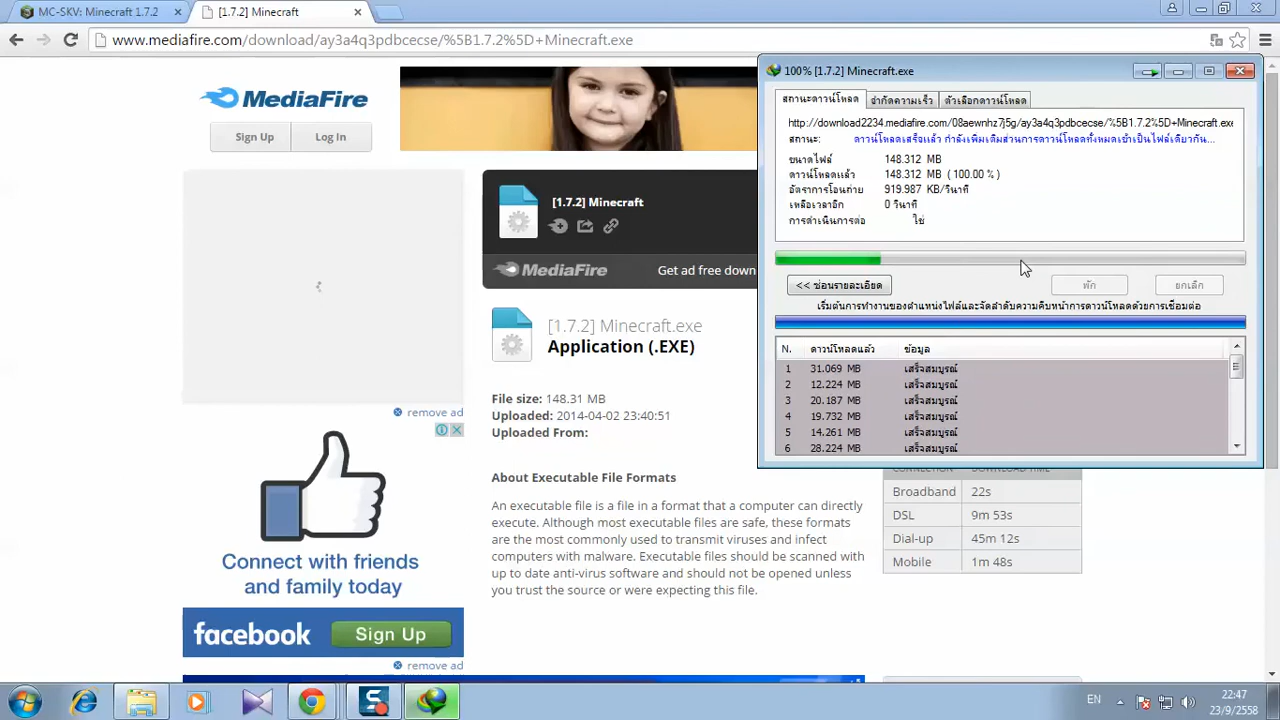 MC-SKV: Minecraft 1.7.2
[1.7.2] Minecraft
www.mediafire.com/download/ay3a4q3pdbcecse/%5B1.7.2%5D+Minecraft.exe
MediaFire
Sign Up
Log In
[1.7.2] Minecraft
MediaFire
Get ad free down
[1.7.2] Minecraft.exe
Application (.EXE)
File size: 148.31 MB
Uploaded: 2014-04-02 23:40:51
Uploaded From:
About Executable File Formats
An executable file is a file in a format that a computer can directly
execute. Although most executable files are safe, these formats
are the most commonly used to transmit viruses and infect
computers with malware. Executable files should be scanned with
up to date anti-virus software and should not be opened unless
you trust the source or were expecting this file.
remove ad
Connect with friends
and family today
facebook
Sign Up
remove ad
100% [1.7.2] Minecraft.exe
สถานะดาวน์โหลด
จำกัดความเร็ว
ตัวเลือกดาวน์โหลด
http://download2234.mediafire.com/08aewnhz7j5g/ay3a4q3pdbcecse/%5B1.7.2%5D+Minecraft.exe
สถานะ: ดาวน์โหลดเสร็จแล้ว กำลังเพิ่มเติมส่วนการดาวน์โหลดทั้งหมดเข้าเป็นไฟล์เดียวกัน...
ขนาดไฟล์ 148.312 MB
ดาวน์โหลดแล้ว 148.312 MB ( 100.00 % )
อัตราการโอนถ่าย 919.987 KB/วินาที
เหลือเวลาอีก 0 วินาที
การดำเนินการต่อ ใช่
<< ซ่อนรายละเอียด
พัก
ยกเลิก
เริ่มต้นการทำงานของตำแหน่งไฟล์และจัดลำดับความคืบหน้าการดาวน์โหลดด้วยการเชื่อมต่อ
N. ดาวน์โหลดแล้ว ข้อมูล
1 31.069 MB เสร็จสมบูรณ์
2 12.224 MB เสร็จสมบูรณ์
3 20.187 MB เสร็จสมบูรณ์
4 19.732 MB เสร็จสมบูรณ์
5 14.261 MB เสร็จสมบูรณ์
6 28.224 MB เสร็จสมบูรณ์
CONNECTION DOWNLOAD TIME
Broadband 22s
DSL 9m 53s
Dial-up 45m 12s
Mobile 1m 48s
EN
22:47
23/9/2558